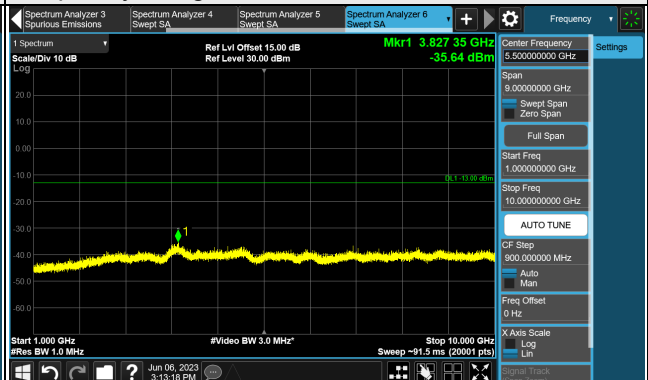 Spectrum Analyzer 3
Spurious Emissions
Spectrum Analyzer 4
Swept SA
Spectrum Analyzer 5
Swept SA
Spectrum Analyzer 6
Swept SA
+
Frequency
1 Spectrum
Scale/Div 10 dB
Log
Ref Lvl Offset 15.00 dB
Ref Level 30.00 dBm
Mkr1 3.827 35 GHz
-35.64 dBm
20.0
10.0
0.00
-10.0
-20.0
-30.0
-40.0
-50.0
-60.0
DL1 -13.00 dBm
1
Start 1.000 GHz
#Res BW 1.0 MHz
#Video BW 3.0 MHz*
Stop 10.000 GHz
Sweep ~91.5 ms (20001 pts)
Center Frequency
5.500000000 GHz
Settings
Span
9.00000000 GHz
Swept Span
Zero Span
Full Span
Start Freq
1.000000000 GHz
Stop Freq
10.000000000 GHz
AUTO TUNE
CF Step
900.000000 MHz
Auto
Man
Freq Offset
0 Hz
X Axis Scale
Log
Lin
Signal Track
?
Jun 06, 2023
3:13:18 PM